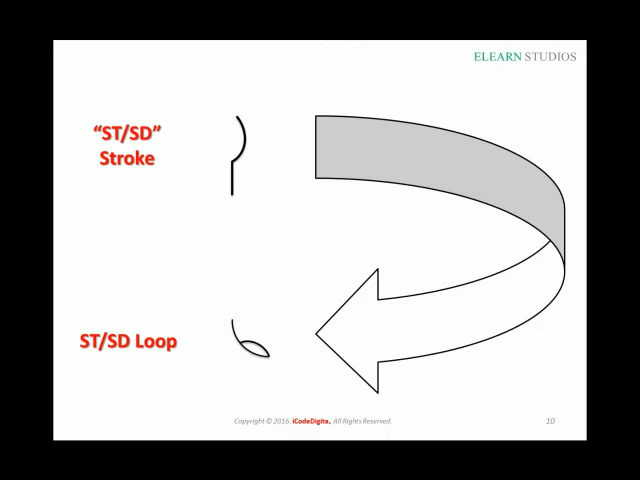 ELEARN STUDIOS
“ST/SD”
Stroke
ST/SD Loop
Copyright © 2016. iCodeDigita. All Rights Reserved.
10